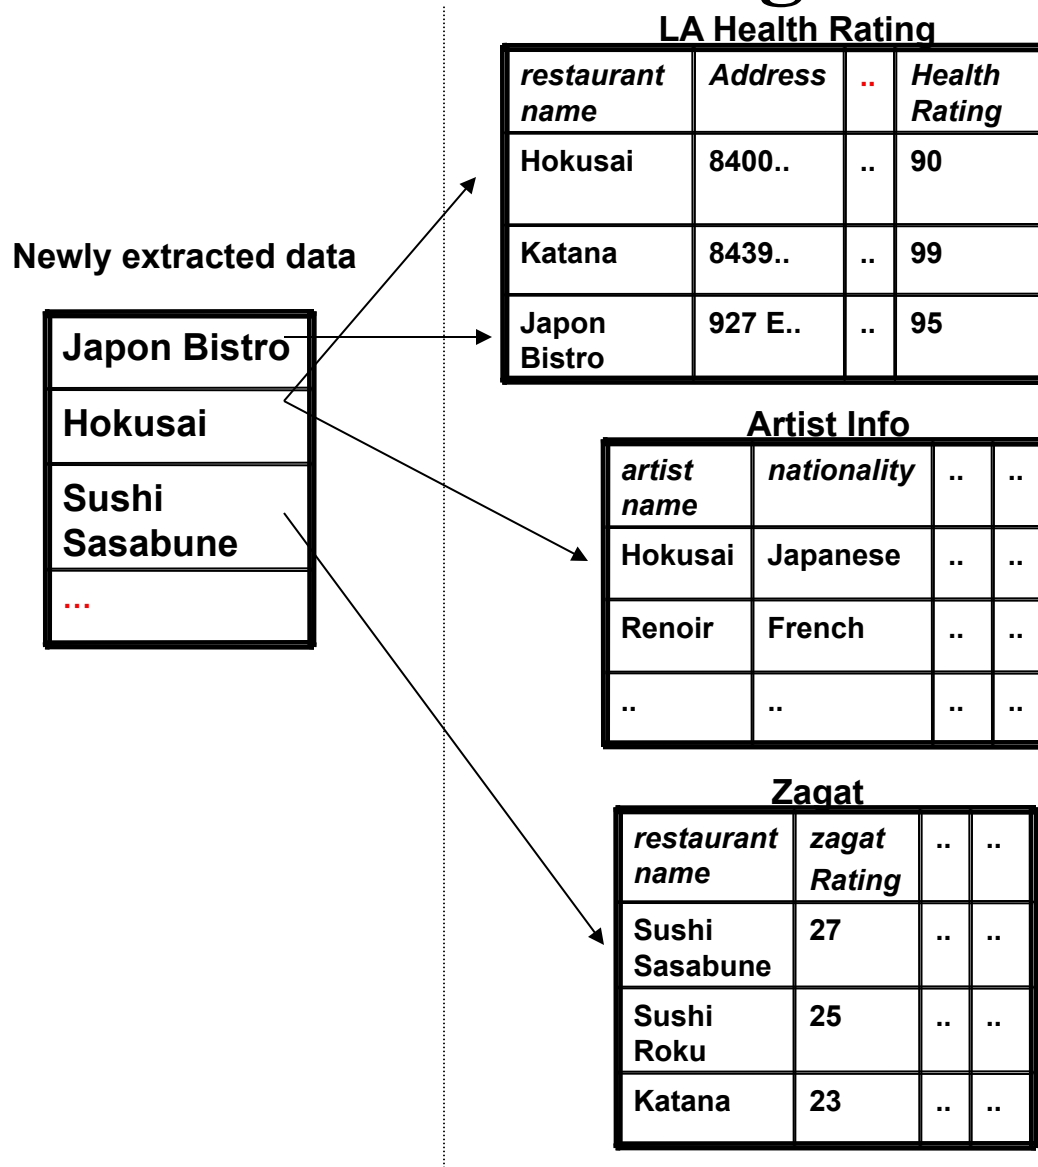 g
LA Health Rating
restaurant name Address .. Health Rating
Hokusai 8400.. .. 90
Katana 8439.. .. 99
Japon Bistro 927 E.. .. 95
Newly extracted data
Japon Bistro
Hokusai
Sushi
Sasabune
...
Artist Info
artist name nationality .. ..
Hokusai Japanese .. ..
Renoir French .. ..
.. .. .. ..
Zagat
restaurant name zagat Rating .. ..
Sushi Sasabune 27 .. ..
Sushi Roku 25 .. ..
Katana 23 .. ..